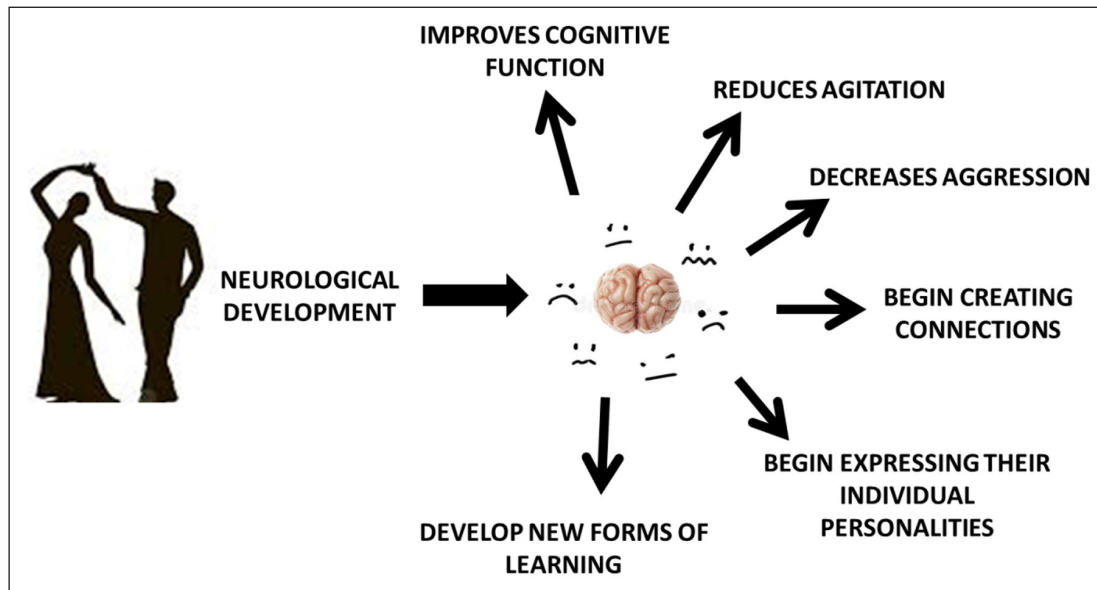 IMPROVES COGNITIVE
FUNCTION
REDUCES AGITATION
DECREASES AGGRESSION
NEUROLOGICAL
DEVELOPMENT
BEGIN CREATING
CONNECTIONS
BEGIN EXPRESSING THEIR
INDIVIDUAL
PERSONALITIES
DEVELOP NEW FORMS OF
LEARNING